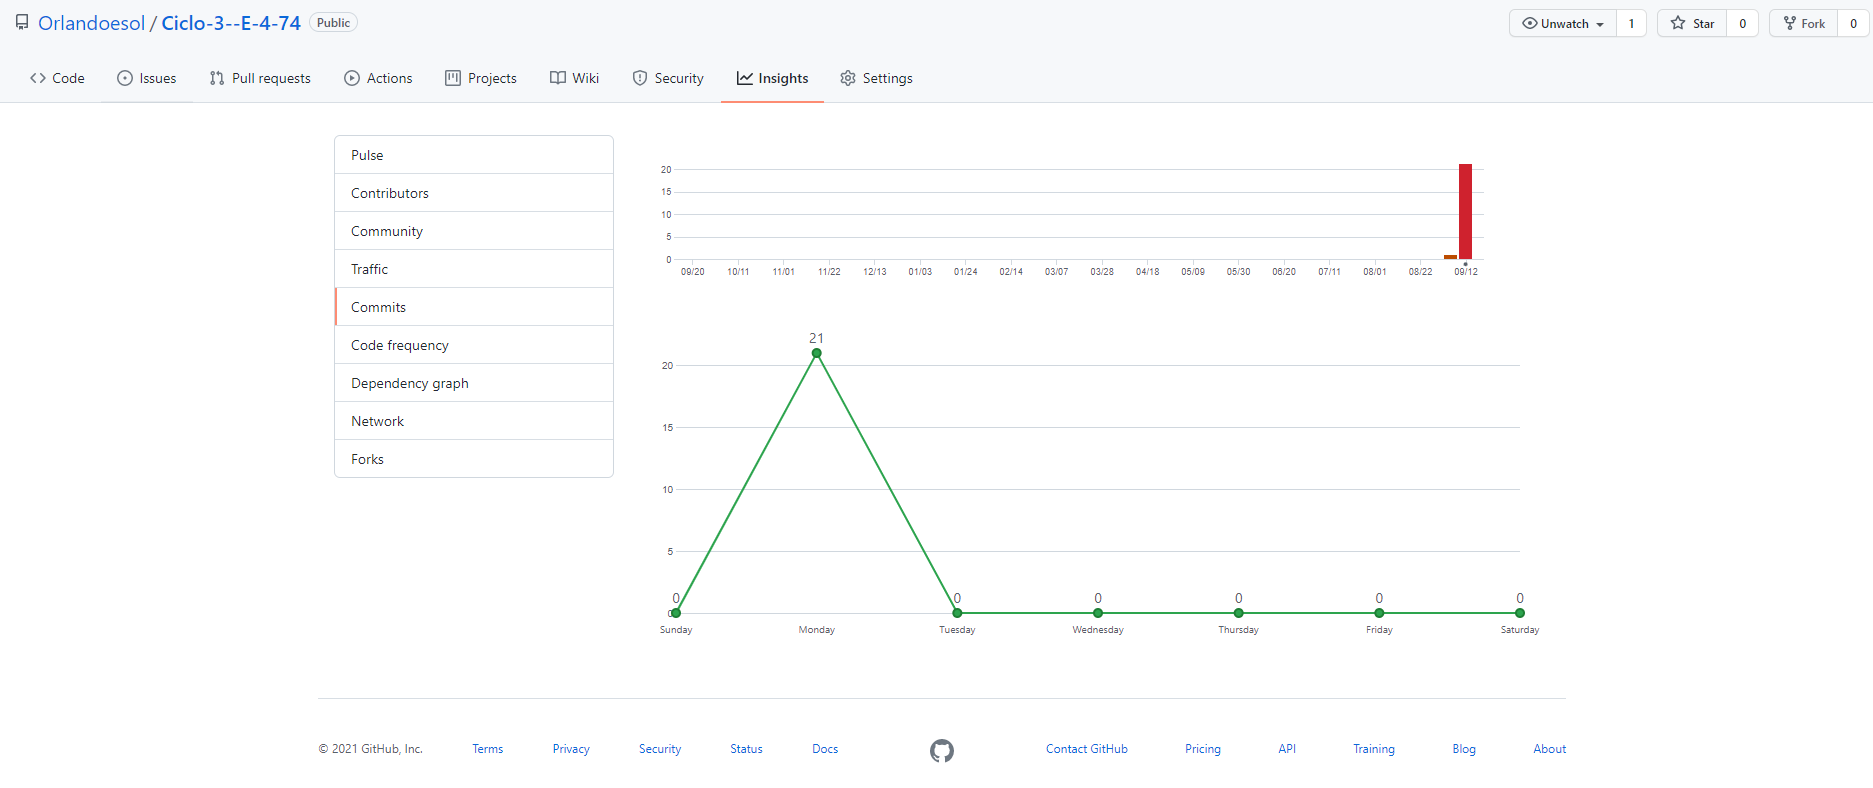 Orlandoesol / Ciclo-3--E-4-74 Public Unwatch 1 Star 0 Fork 0
Code Issues Pull requests Actions Projects Wiki Security Insights Settings
Pulse
Contributors
Community
Traffic
Commits
Code frequency
Dependency graph
Network
Forks
20
15
10
5
0
09/20 10/11 11/01 11/22 12/13 01/03 01/24 02/14 03/07 03/28 04/18 05/09 05/30 06/20 07/11 08/01 08/22 09/12
21
20
15
10
5
0 0 0 0 0 0
0
Sunday Monday Tuesday Wednesday Thursday Friday Saturday
© 2021 GitHub, Inc. Terms Privacy Security Status Docs Contact GitHub Pricing API Training Blog About